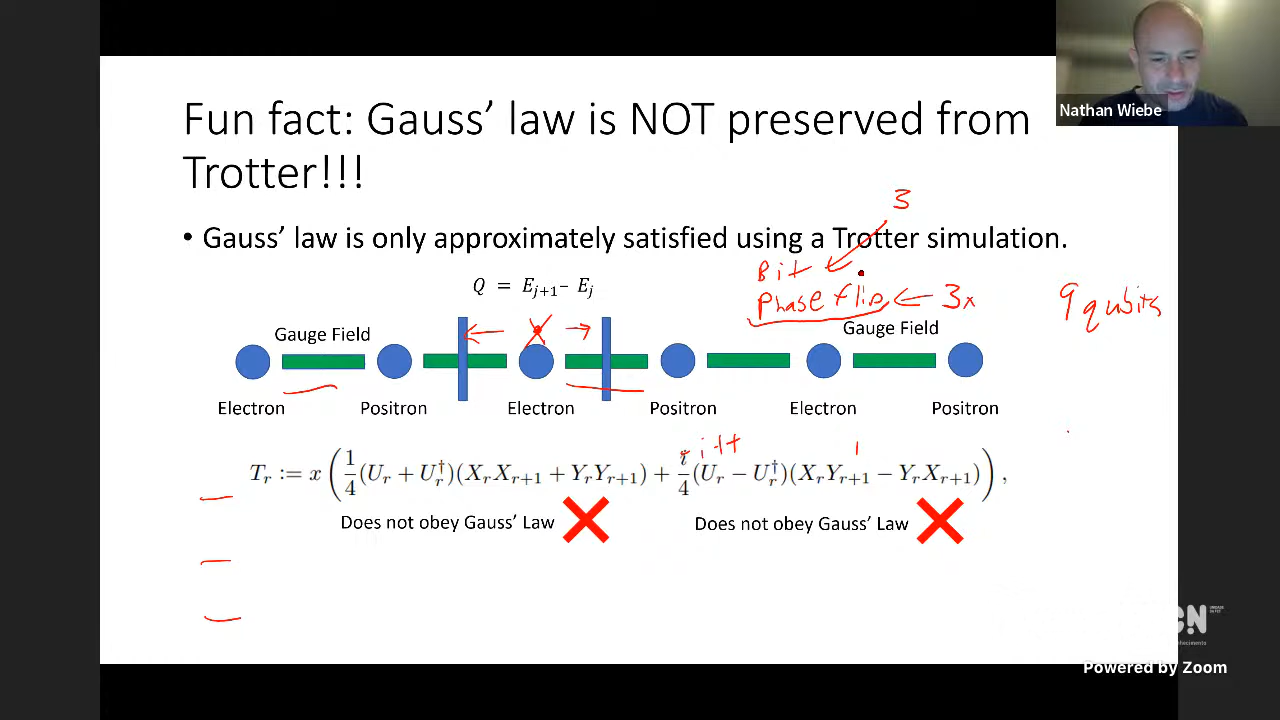 Nathan Wiebe
Fun fact: Gauss’ law is NOT preserved from
Trotter!!!
3
• Gauss’ law is only approximately satisfied using a Trotter simulation.
Bit
Q = E_{j+1} – E_j
Phase flip ← 3x
9 qubits
Gauge Field Gauge Field
Electron Positron Electron Positron Electron Positron
T_r := x ( 1/4 (U_r + U_r^†)(X_r X_{r+1} + Y_r Y_{r+1}) + i/4 (U_r − U_r^†)(X_r Y_{r+1} − Y_r X_{r+1}) ) ,
Does not obey Gauss’ Law Does not obey Gauss’ Law
Powered by Zoom